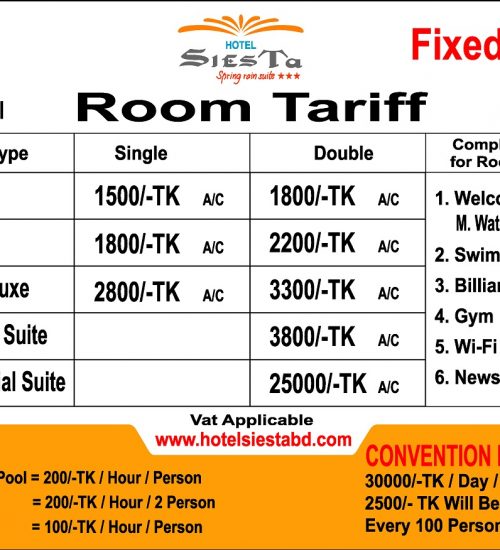 HOTEL
SIESTa
Spring rain suite ★★★
Fixed
l
Room Tariff
ype Single Double Compl
for Roo
1500/-TK A/C 1800/-TK A/C 1. Welco
M. Wat
1800/-TK A/C 2200/-TK A/C 2. Swim
uxe 2800/-TK A/C 3300/-TK A/C 3. Billiar
4. Gym
Suite 3800/-TK A/C 5. Wi-Fi
ial Suite 25000/-TK A/C 6. News
Vat Applicable
www.hotelsiestabd.com
Pool = 200/-TK / Hour / Person
= 200/-TK / Hour / 2 Person
= 100/-TK / Hour / Person
CONVENTION
30000/-TK / Day /
2500/- TK Will Be
Every 100 Person